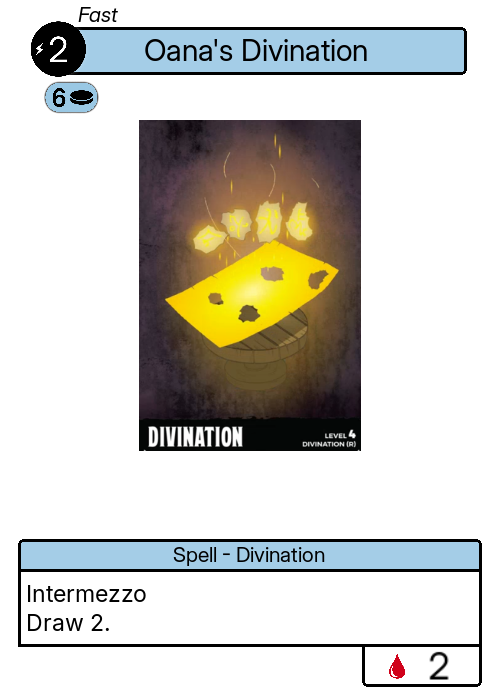 Fast
2
Oana's Divination
6
DIVINATION
LEVEL 4
DIVINATION (R)
Spell - Divination
Intermezzo
Draw 2.
2